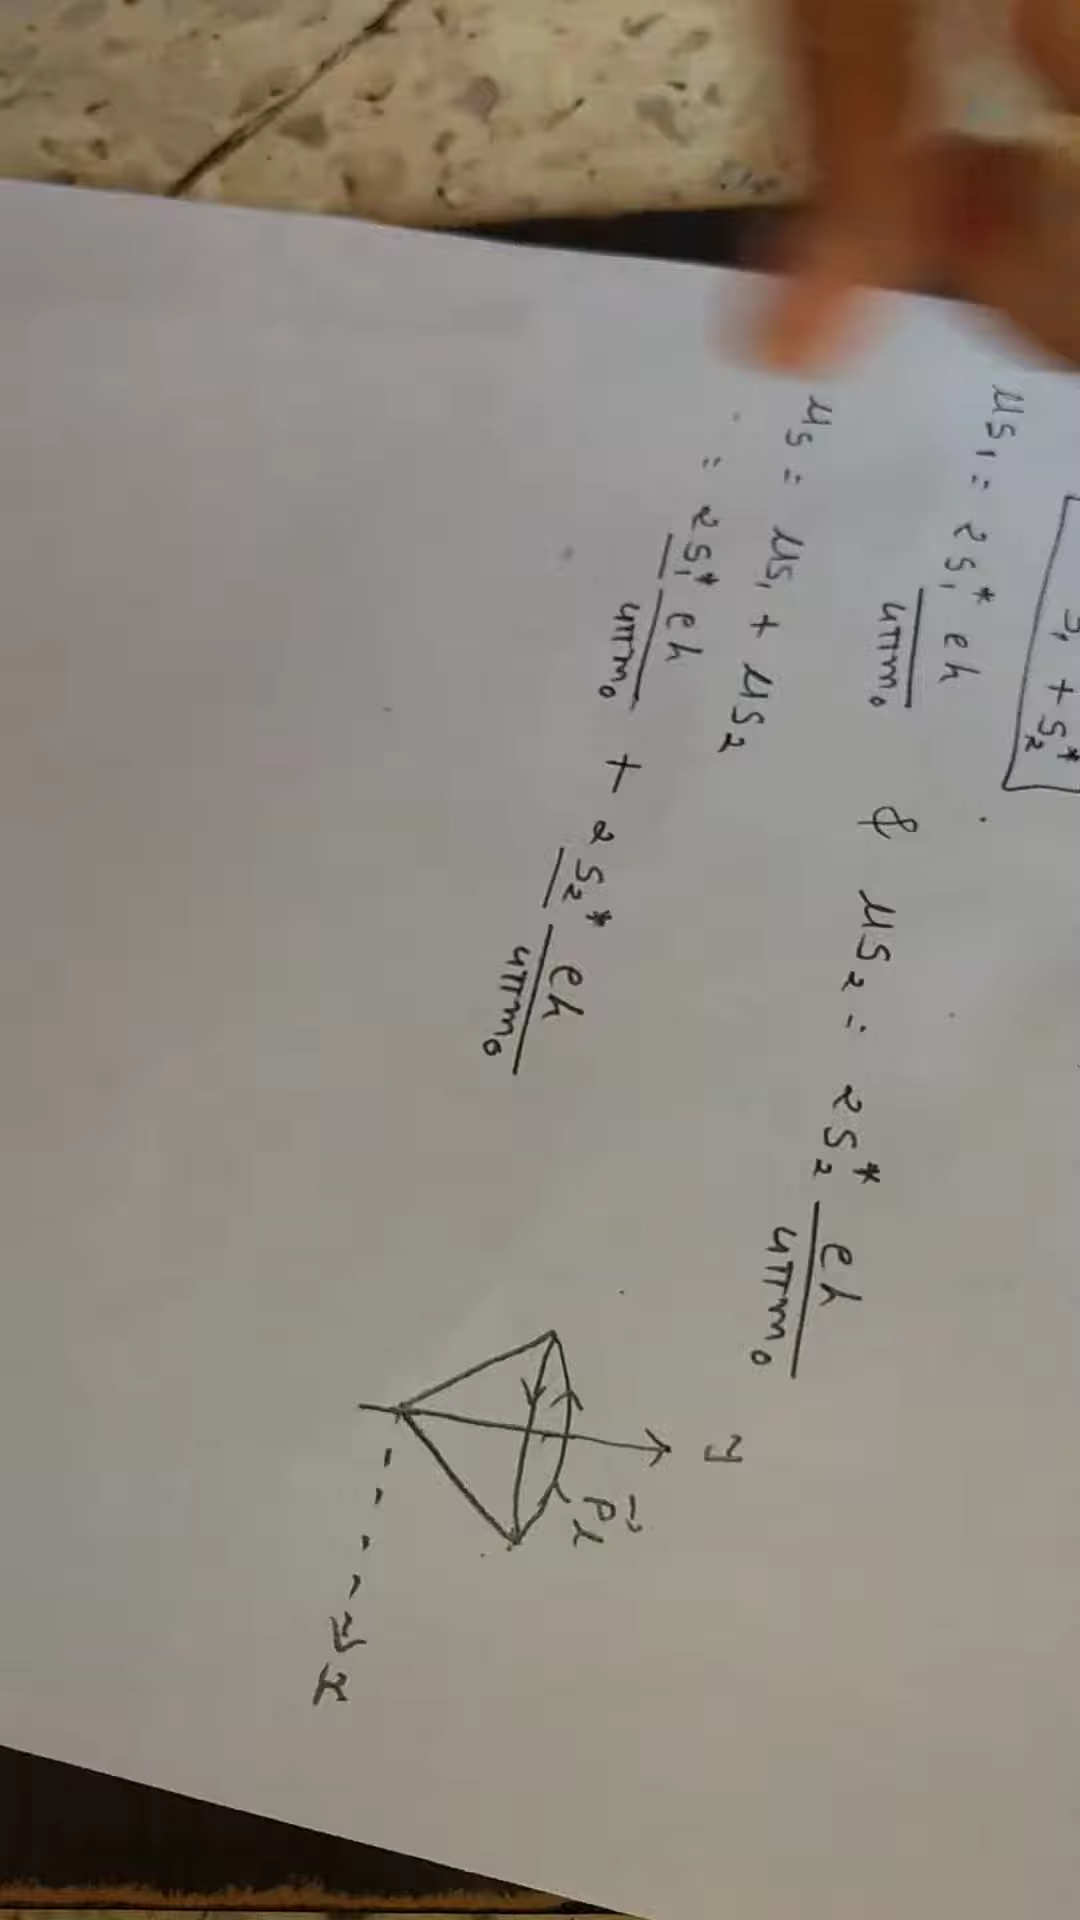 S₁* + S₂*
μs₁ = 2s₁* eh/4πm₀ & μs₂ = 2s₂* eh/4πm₀
μs = μs₁ + μs₂
= 2s₁* eh/4πm₀ + 2s₂* eh/4πm₀
y
P⃗l
x